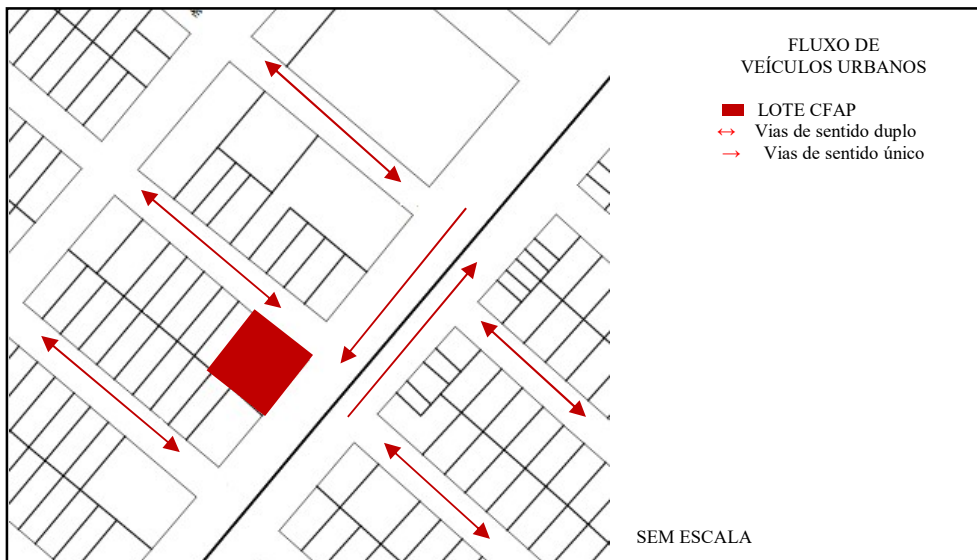 FLUXO DE
VEÍCULOS URBANOS
LOTE CFAP
Vias de sentido duplo
Vias de sentido único
SEM ESCALA